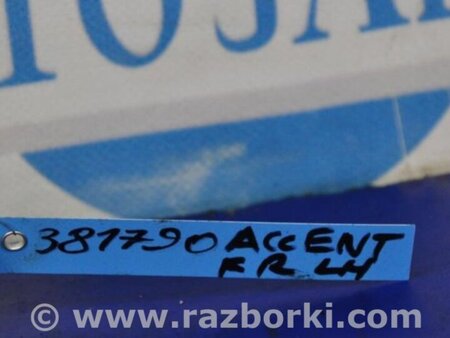 381790 ACCENT
FR LH
© www.razborki.com